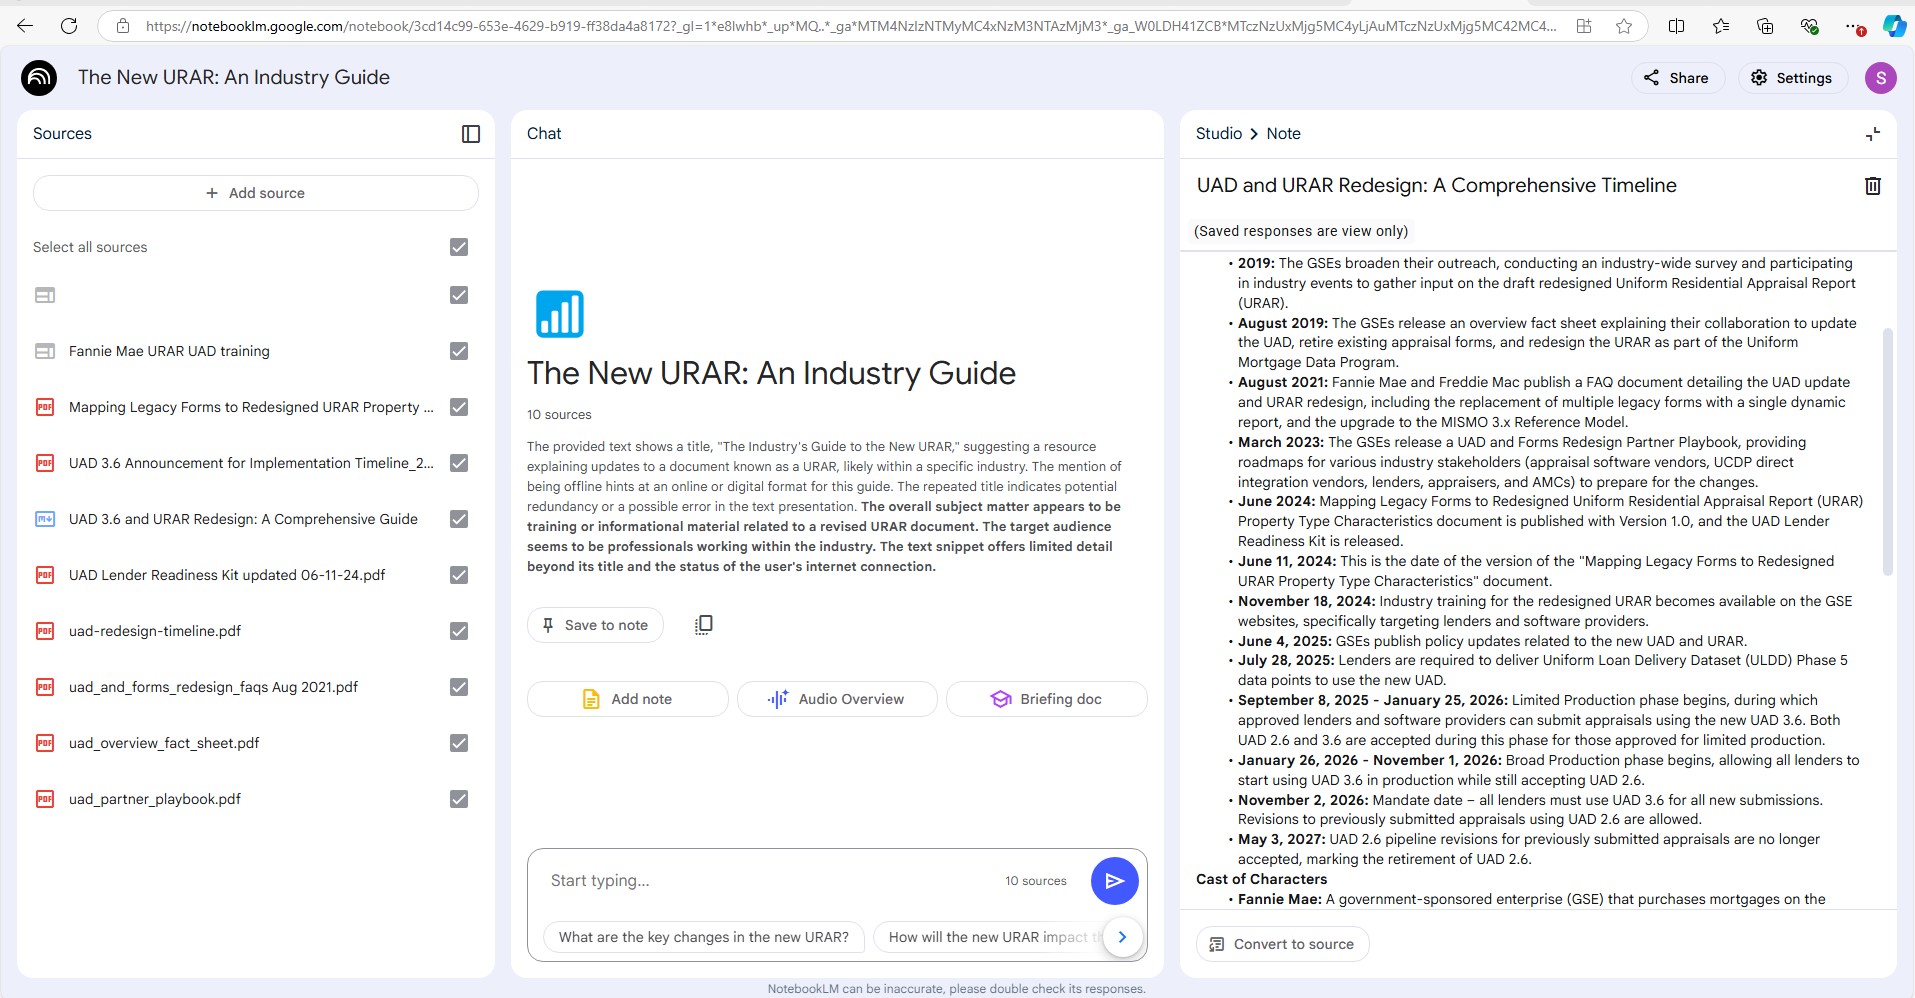 https://notebooklm.google.com/notebook/3cd14c99-653e-4629-b919-ff38da4a8172?_gl=1*e8lwhb*_up*MQ..*_ga*MTM4NzIzNTMyMC4xNzM3NTAzMjM3*_ga_W0LDH41ZCB*MTczNzUxMjg5MC4yLjAuMTczNzUxMjg5MC42MC4...
The New URAR: An Industry Guide
Share
Settings
S
Sources
Add source
Select all sources
Fannie Mae URAR UAD training
PDF Mapping Legacy Forms to Redesigned URAR Property ...
PDF UAD 3.6 Announcement for Implementation Timeline_2...
UAD 3.6 and URAR Redesign: A Comprehensive Guide
PDF UAD Lender Readiness Kit updated 06-11-24.pdf
PDF uad-redesign-timeline.pdf
PDF uad_and_forms_redesign_faqs Aug 2021.pdf
PDF uad_overview_fact_sheet.pdf
PDF uad_partner_playbook.pdf
Chat
The New URAR: An Industry Guide
10 sources
The provided text shows a title, "The Industry's Guide to the New URAR," suggesting a resource
explaining updates to a document known as a URAR, likely within a specific industry. The mention of
being offline hints at an online or digital format for this guide. The repeated title indicates potential
redundancy or a possible error in the text presentation. The overall subject matter appears to be
training or informational material related to a revised URAR document. The target audience
seems to be professionals working within the industry. The text snippet offers limited detail
beyond its title and the status of the user's internet connection.
Save to note
Add note
Audio Overview
Briefing doc
Start typing...
10 sources
What are the key changes in the new URAR?
How will the new URAR impact
NotebookLM can be inaccurate, please double check its responses.
Studio > Note
UAD and URAR Redesign: A Comprehensive Timeline
(Saved responses are view only)
• 2019: The GSEs broaden their outreach, conducting an industry-wide survey and participating
in industry events to gather input on the draft redesigned Uniform Residential Appraisal Report
(URAR).
• August 2019: The GSEs release an overview fact sheet explaining their collaboration to update
the UAD, retire existing appraisal forms, and redesign the URAR as part of the Uniform
Mortgage Data Program.
• August 2021: Fannie Mae and Freddie Mac publish a FAQ document detailing the UAD update
and URAR redesign, including the replacement of multiple legacy forms with a single dynamic
report, and the upgrade to the MISMO 3.x Reference Model.
• March 2023: The GSEs release a UAD and Forms Redesign Partner Playbook, providing
roadmaps for various industry stakeholders (appraisal software vendors, UCDP direct
integration vendors, lenders, appraisers, and AMCs) to prepare for the changes.
• June 2024: Mapping Legacy Forms to Redesigned Uniform Residential Appraisal Report (URAR)
Property Type Characteristics document is published with Version 1.0, and the UAD Lender
Readiness Kit is released.
• June 11, 2024: This is the date of the version of the "Mapping Legacy Forms to Redesigned
URAR Property Type Characteristics" document.
• November 18, 2024: Industry training for the redesigned URAR becomes available on the GSE
websites, specifically targeting lenders and software providers.
• June 4, 2025: GSEs publish policy updates related to the new UAD and URAR.
• July 28, 2025: Lenders are required to deliver Uniform Loan Delivery Dataset (ULDD) Phase 5
data points to use the new UAD.
• September 8, 2025 - January 25, 2026: Limited Production phase begins, during which
approved lenders and software providers can submit appraisals using the new UAD 3.6. Both
UAD 2.6 and 3.6 are accepted during this phase for those approved for limited production.
• January 26, 2026 - November 1, 2026: Broad Production phase begins, allowing all lenders to
start using UAD 3.6 in production while still accepting UAD 2.6.
• November 2, 2026: Mandate date – all lenders must use UAD 3.6 for all new submissions.
Revisions to previously submitted appraisals using UAD 2.6 are allowed.
• May 3, 2027: UAD 2.6 pipeline revisions for previously submitted appraisals are no longer
accepted, marking the retirement of UAD 2.6.
Cast of Characters
• Fannie Mae: A government-sponsored enterprise (GSE) that purchases mortgages on the
Convert to source